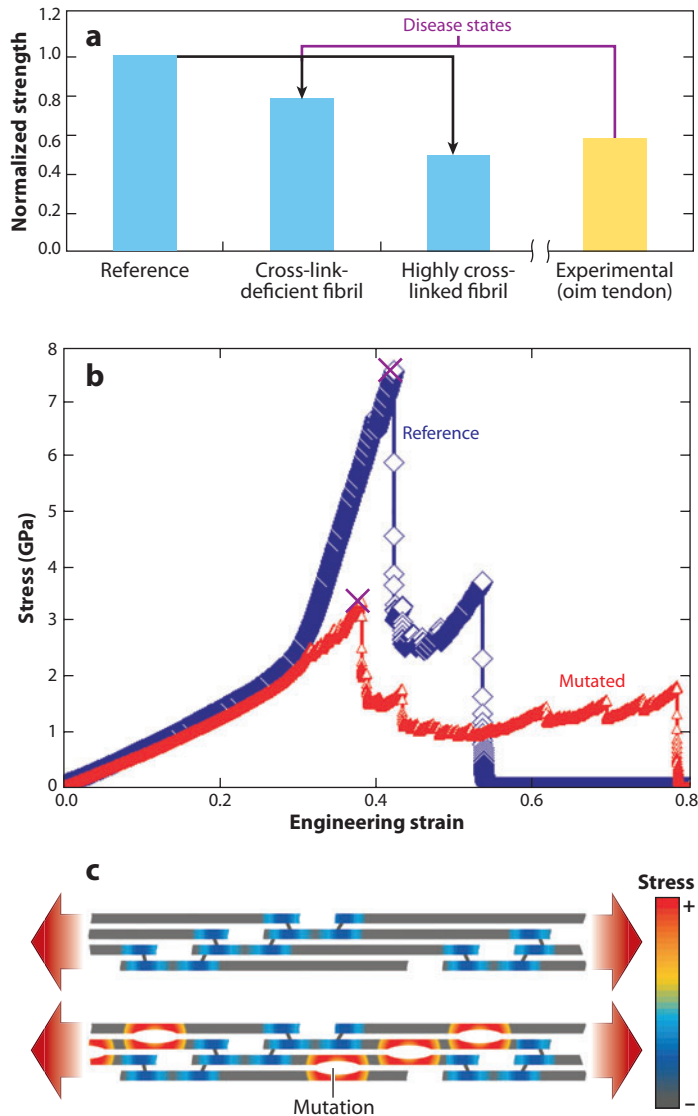 a
Disease states
Normalized strength
1.2
1.0
0.8
0.6
0.4
0.2
0.0
Reference
Cross-link-
deficient fibril
Highly cross-
linked fibril
Experimental
(oim tendon)
b
Stress (GPa)
8
7
6
5
4
3
2
1
0
Reference
Mutated
0.0
0.2
0.4
0.6
0.8
Engineering strain
c
Stress
+
–
Mutation